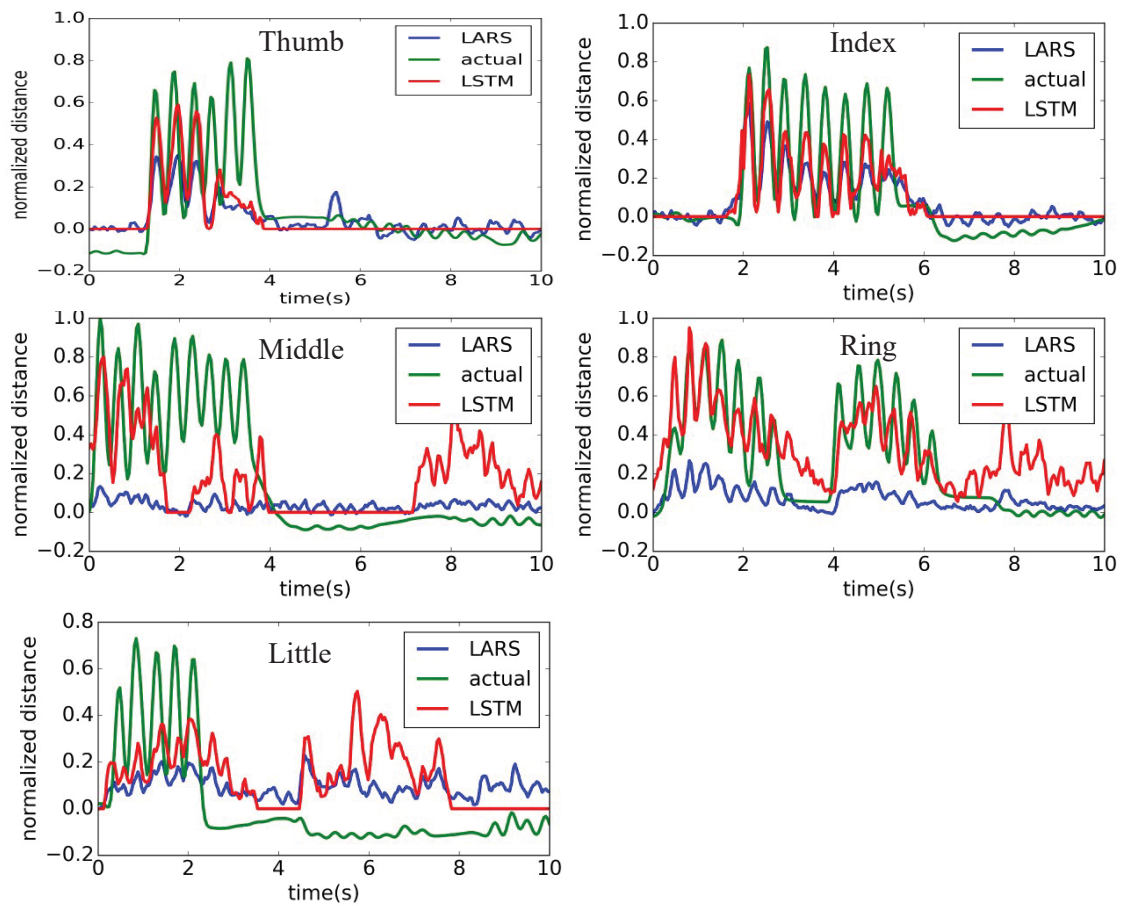 Thumb
LARS
actual
LSTM
normalized distance
1.0
0.8
0.6
0.4
0.2
0.0
−0.2
0 2 4 6 8 10
time(s)
Index
LARS
actual
LSTM
normalized distance
1.0
0.8
0.6
0.4
0.2
0.0
−0.2
0 2 4 6 8 10
time(s)
Middle
LARS
actual
LSTM
normalized distance
1.0
0.8
0.6
0.4
0.2
0.0
−0.2
0 2 4 6 8 10
time(s)
Ring
LARS
actual
LSTM
normalized distance
1.0
0.8
0.6
0.4
0.2
0.0
−0.2
0 2 4 6 8 10
time(s)
Little
LARS
actual
LSTM
normalized distance
0.8
0.6
0.4
0.2
0.0
−0.2
0 2 4 6 8 10
time(s)